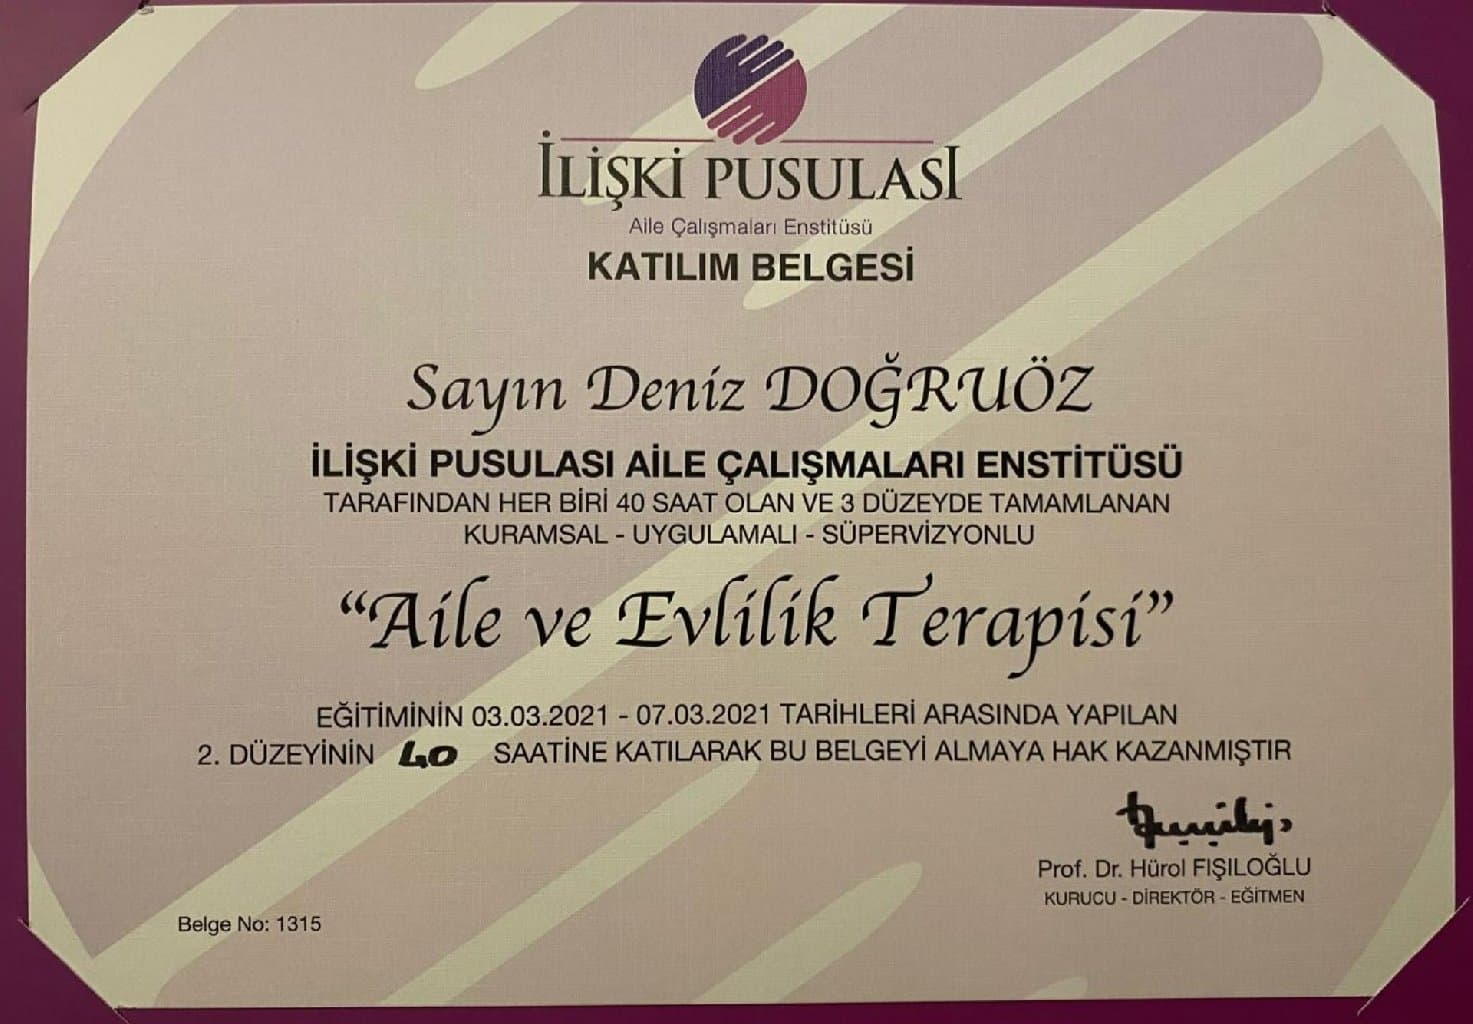 İLİŞKİ PUSULASI
Aile Çalışmaları Enstitüsü
KATILIM BELGESİ
Sayın Deniz DOĞRUÖZ
İLİŞKİ PUSULASI AİLE ÇALIŞMALARI ENSTİTÜSÜ
TARAFINDAN HER BİRİ 40 SAAT OLAN VE 3 DÜZEYDE TAMAMLANAN
KURAMSAL - UYGULAMALI - SÜPERVİZYONLU
“Aile ve Evlilik Terapisi”
EĞİTİMİNİN 03.03.2021 - 07.03.2021 TARİHLERİ ARASINDA YAPILAN
2. DÜZEYİNİN 40 SAATİNE KATILARAK BU BELGEYİ ALMAYA HAK KAZANMIŞTIR
Prof. Dr. Hürol FIŞILOĞLU
KURUCU - DİREKTÖR - EĞİTMEN
Belge No: 1315